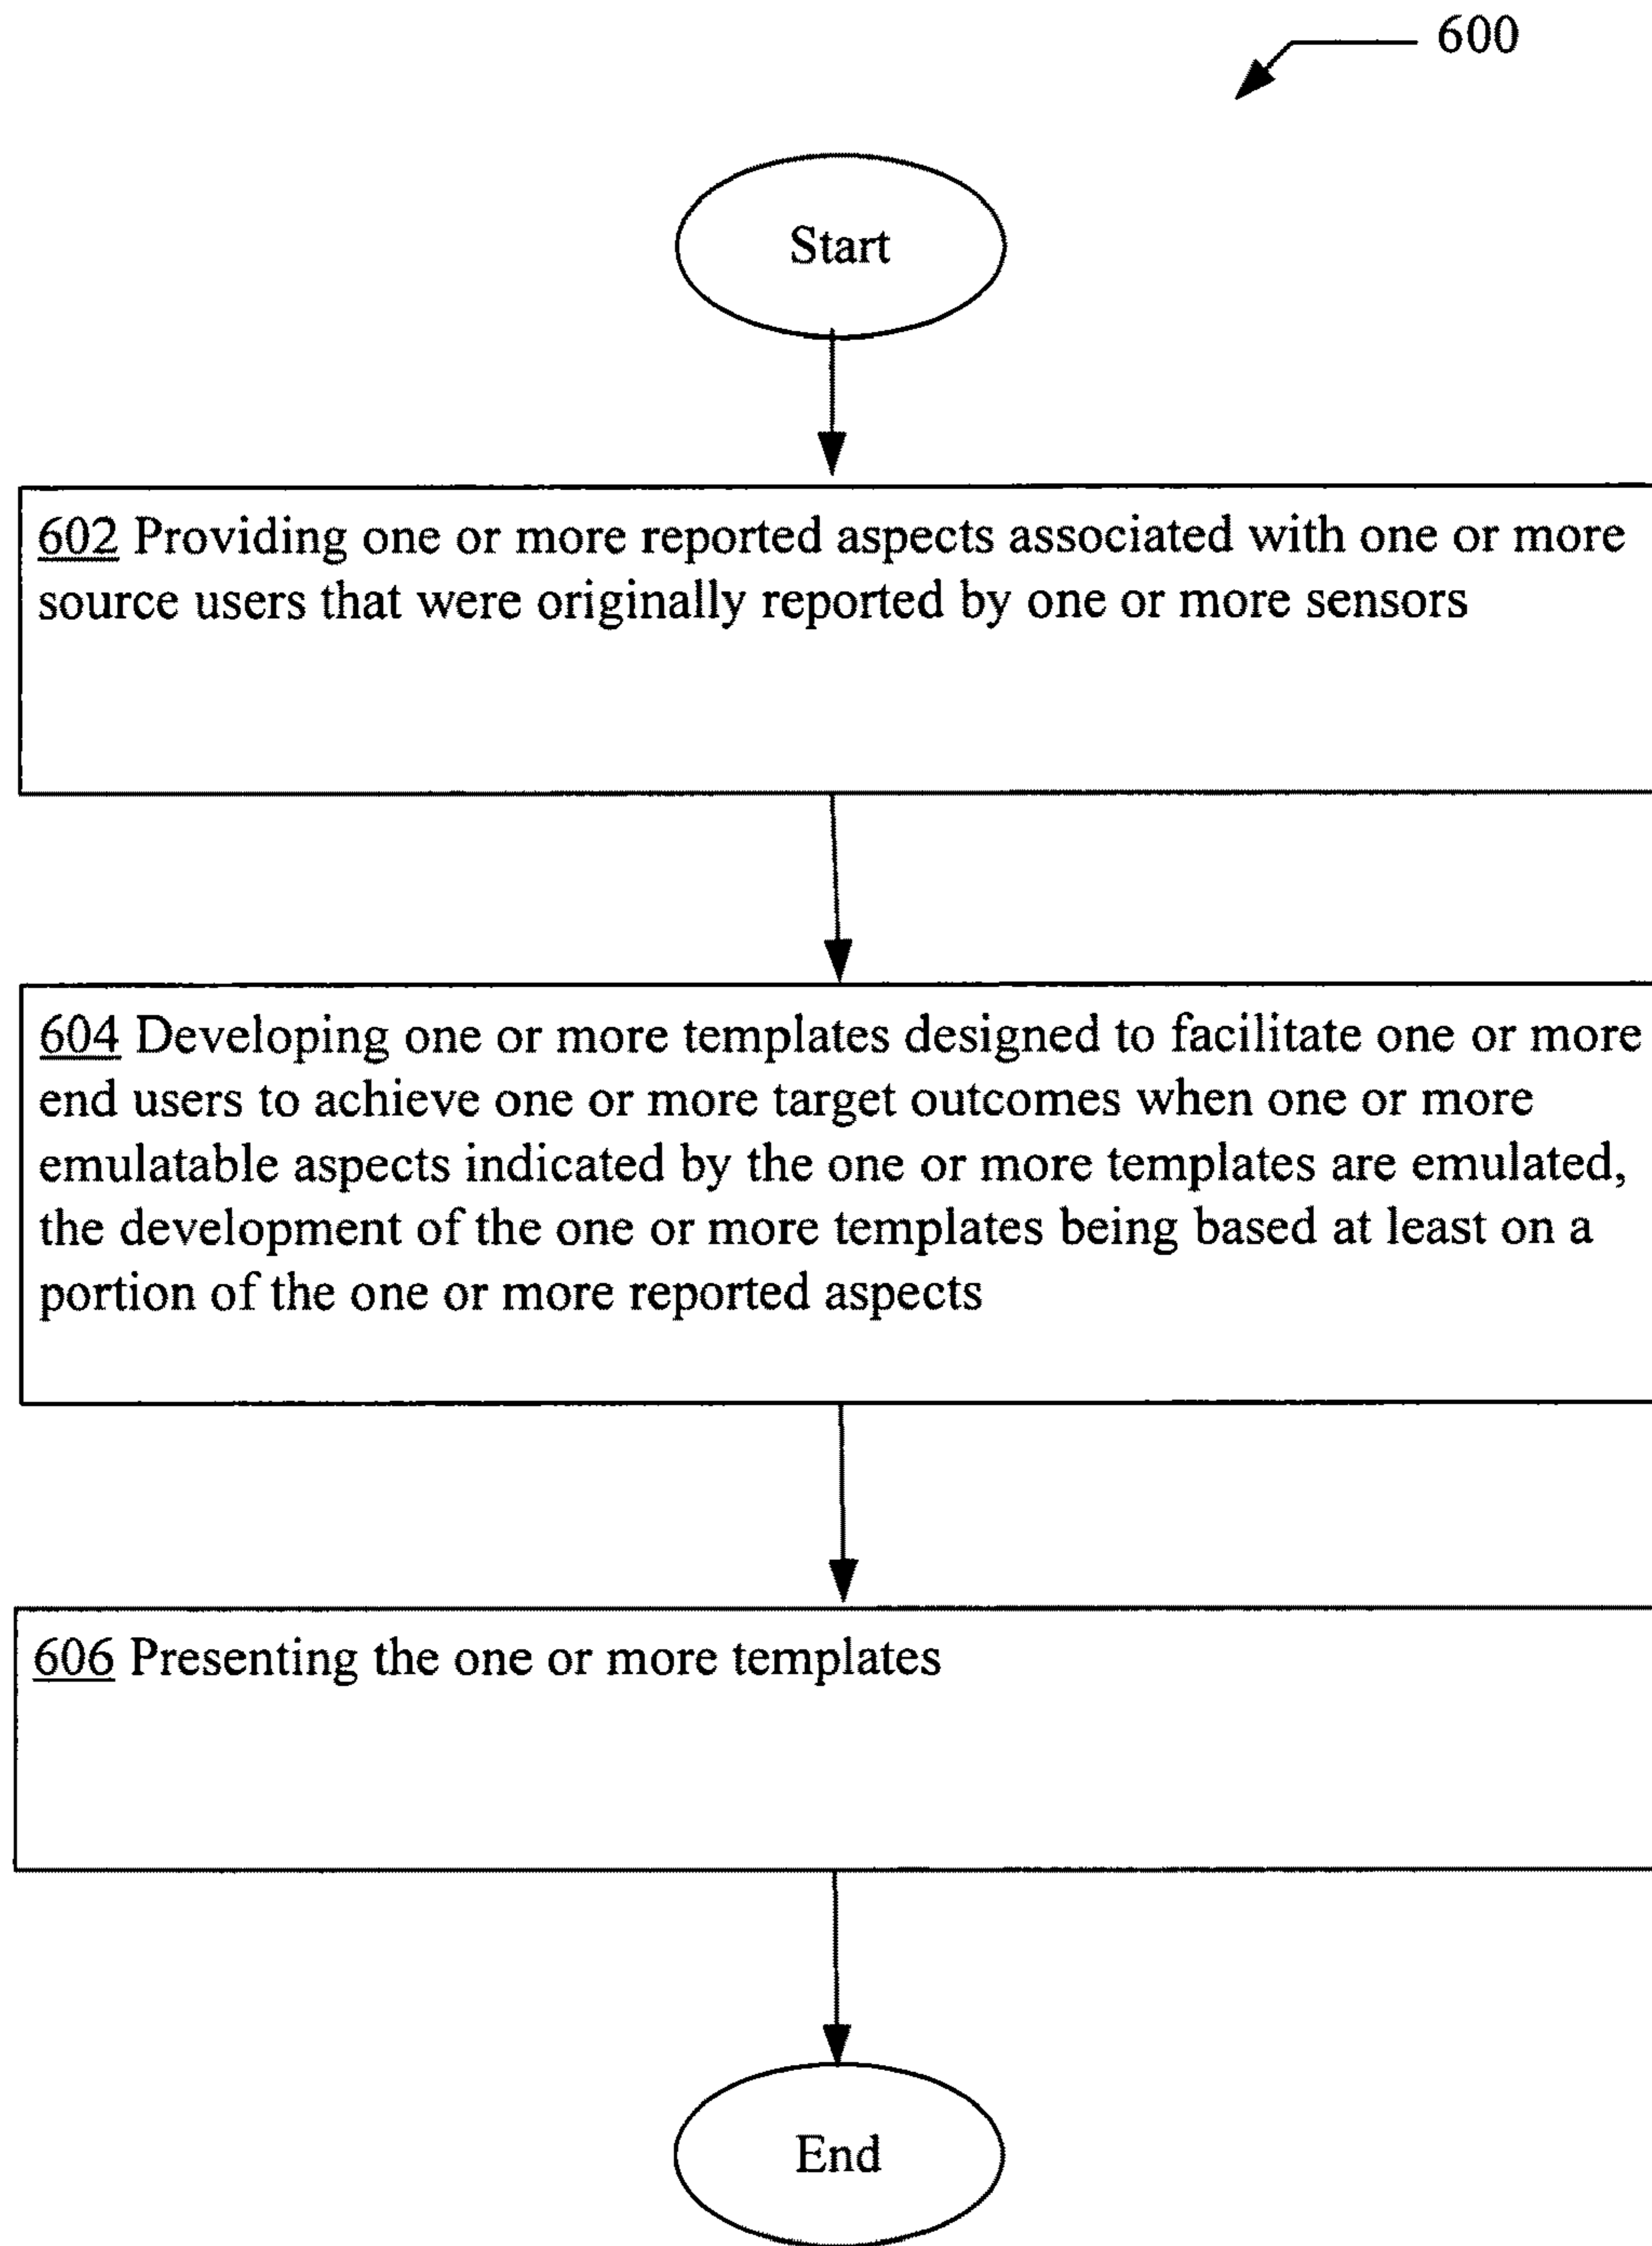 600
Start
602 Providing one or more reported aspects associated with one or more
source users that were originally reported by one or more sensors
604 Developing one or more templates designed to facilitate one or more
end users to achieve one or more target outcomes when one or more
emulatable aspects indicated by the one or more templates are emulated,
the development of the one or more templates being based at least on a
portion of the one or more reported aspects
606 Presenting the one or more templates
End